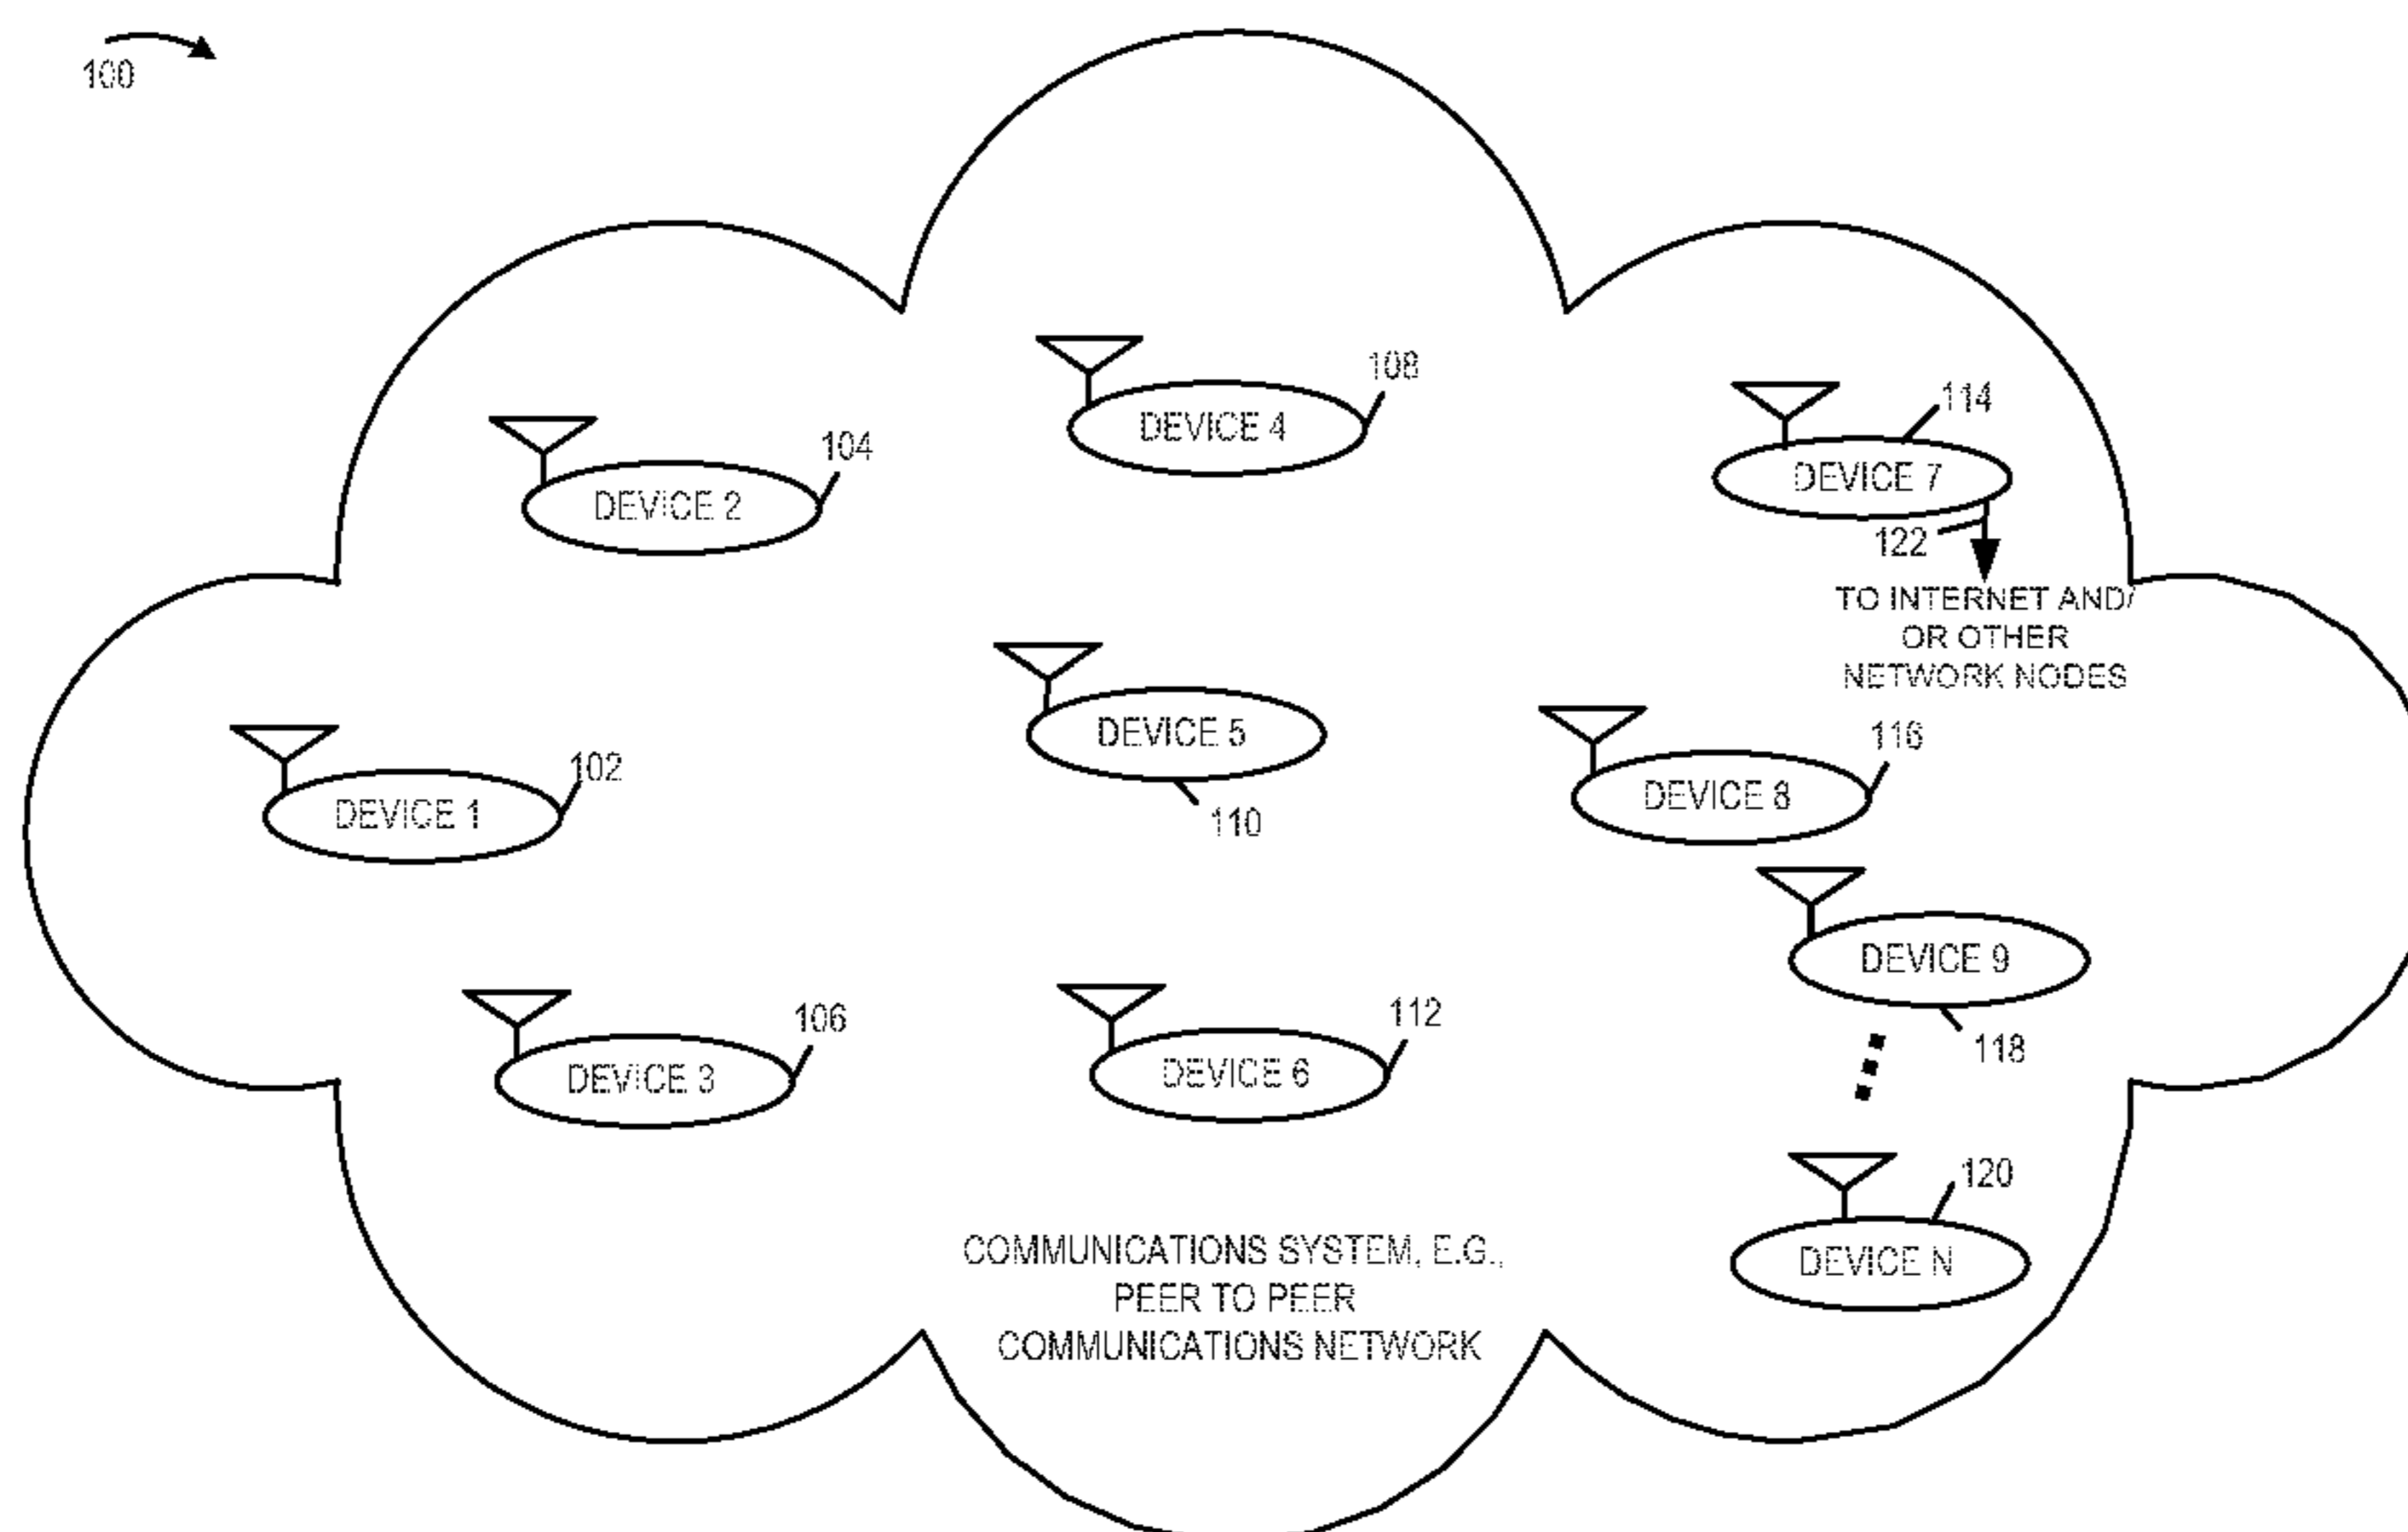 100
108
DEVICE 4
114
DEVICE 7
104
DEVICE 2
122
TO INTERNET AND/
OR OTHER
NETWORK NODES
DEVICE 5
110
116
DEVICE 8
102
DEVICE 1
DEVICE 9
118
106
DEVICE 3
112
DEVICE 6
120
DEVICE N
COMMUNICATIONS SYSTEM, E.G.,
PEER TO PEER
COMMUNICATIONS NETWORK